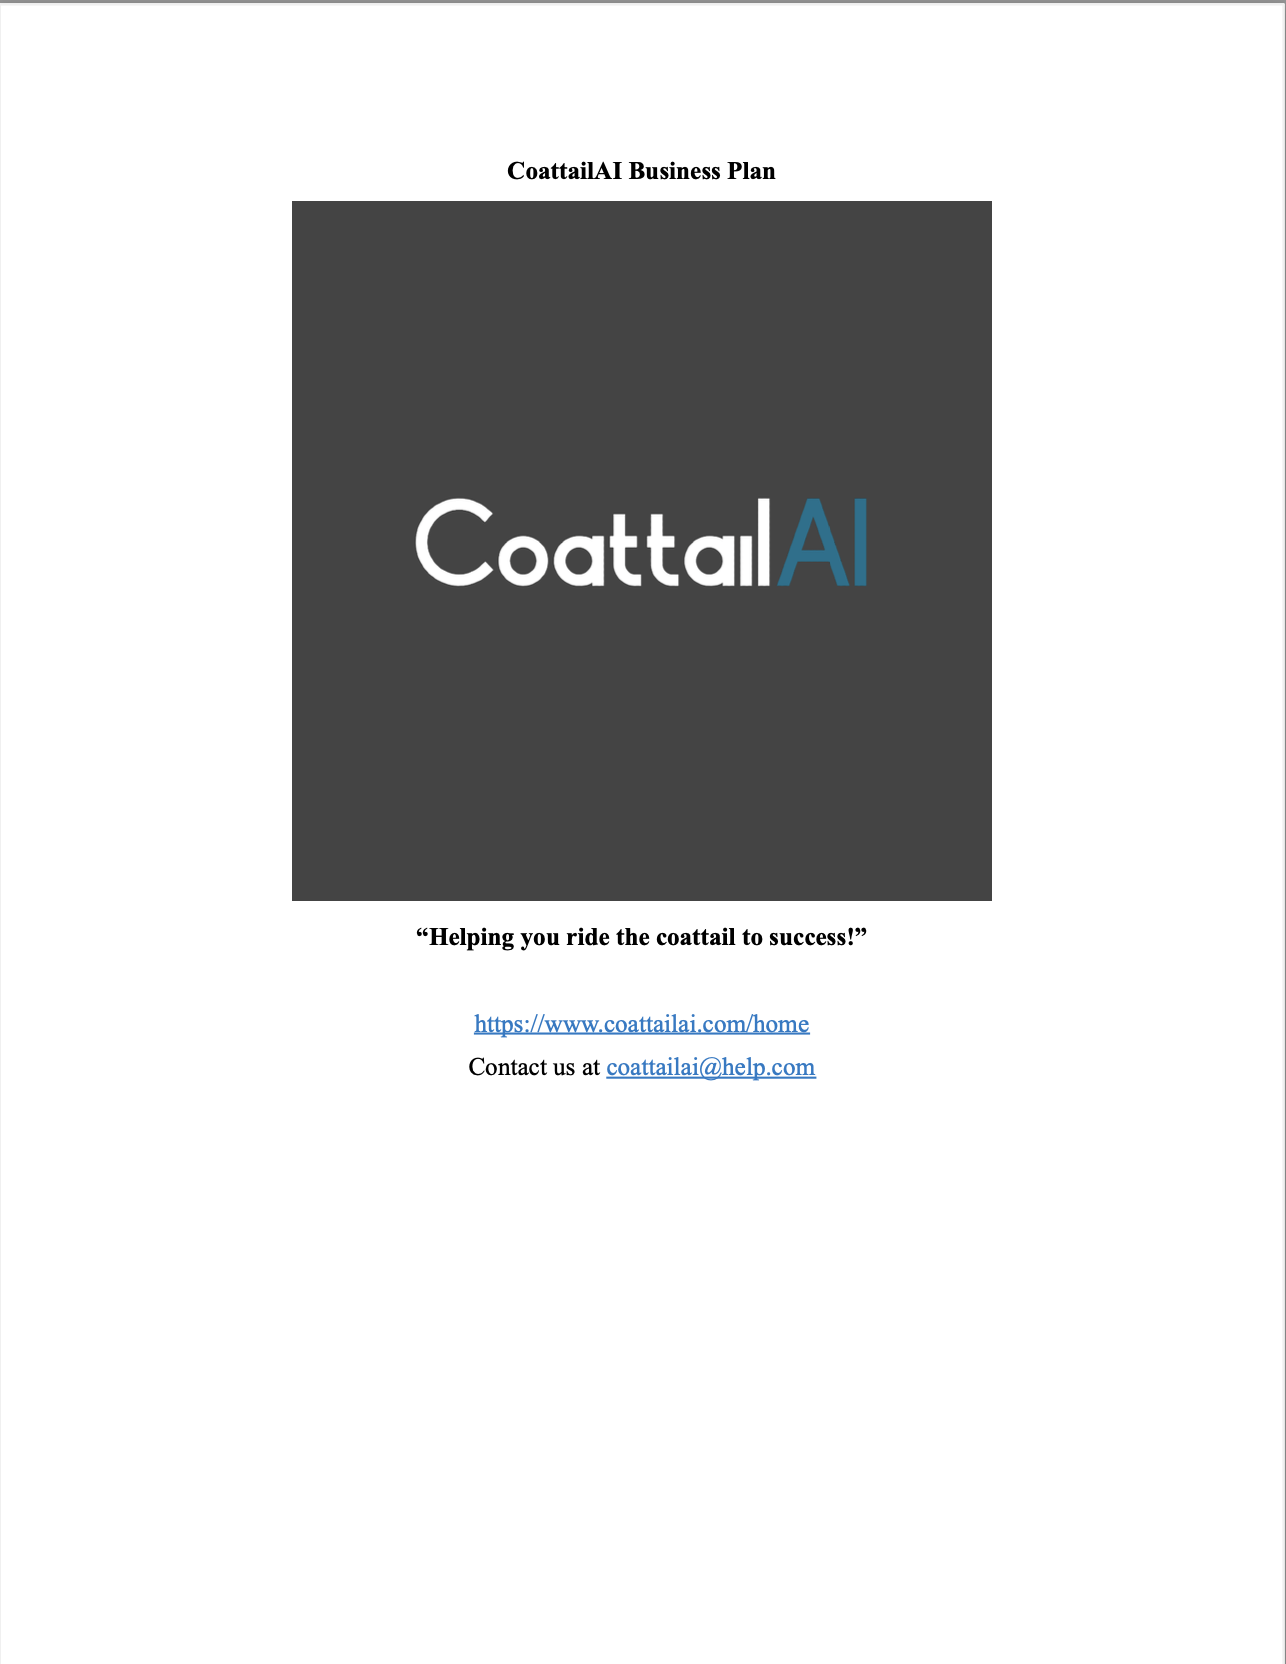 CoattailAI Business Plan
CoattailAI
“Helping you ride the coattail to success!”
https://www.coattailai.com/home
Contact us at coattailai@help.com